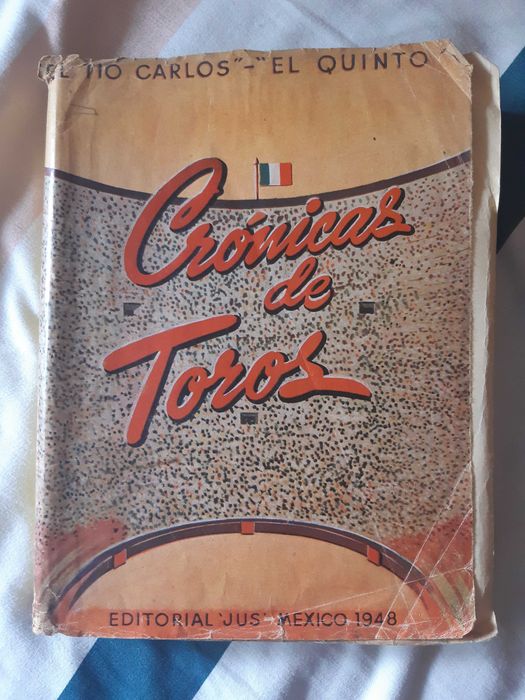 EL TIO CARLOS"-"EL QUINTO
Crónicas
de
Toros
EDITORIAL 'JUS' MEXICO 1948